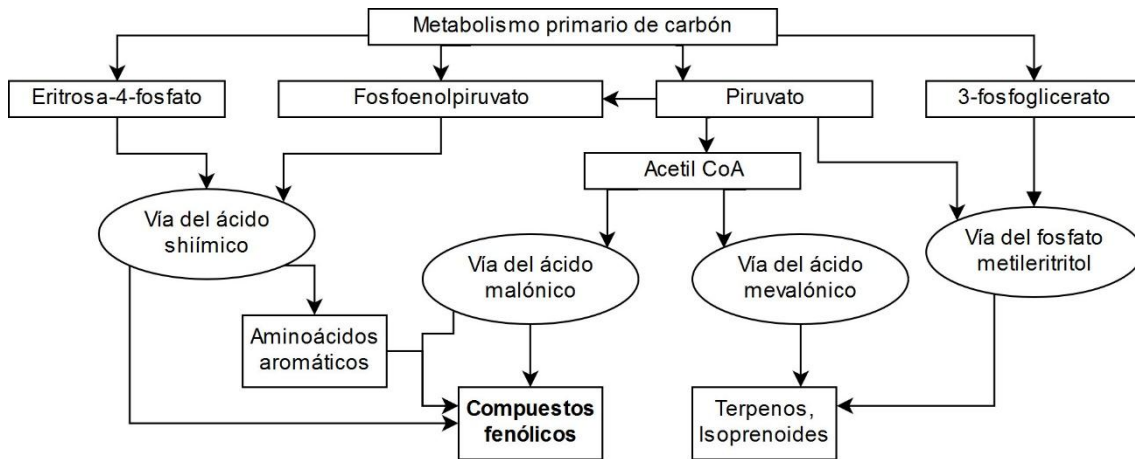 Metabolismo primario de carbón
Eritrosa-4-fosfato
Fosfoenolpiruvato
Piruvato
3-fosfoglicerato
Acetil CoA
Vía del ácido
shiímico
Vía del ácido
malónico
Vía del ácido
mevalónico
Vía del fosfato
metileritritol
Aminoácidos
aromáticos
Compuestos
fenólicos
Terpenos,
Isoprenoides